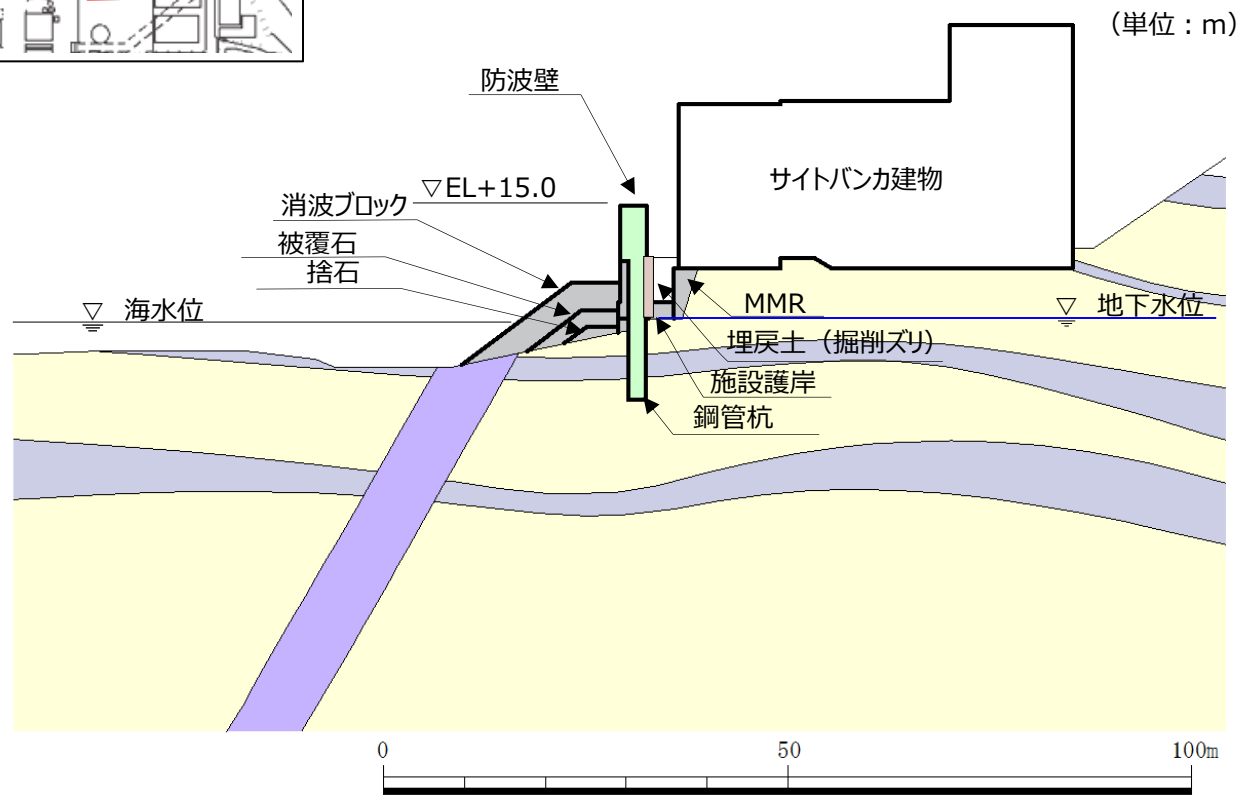 （単位：m）
防波壁
▽EL+15.0
サイトバンカ建物
消波ブロック
被覆石
捨石
▽ 海水位
MMR
▽ 地下水位
埋戻土（掘削ズリ）
施設護岸
鋼管杭
0 50 100m